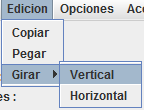 Edicion Opciones
Copiar
Pegar
Girar Vertical
Horizontal